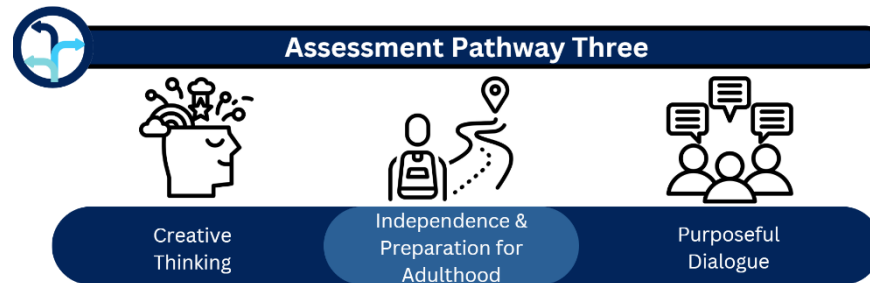 Assessment Pathway Three
Creative
Thinking
Independence &
Preparation for
Adulthood
Purposeful
Dialogue